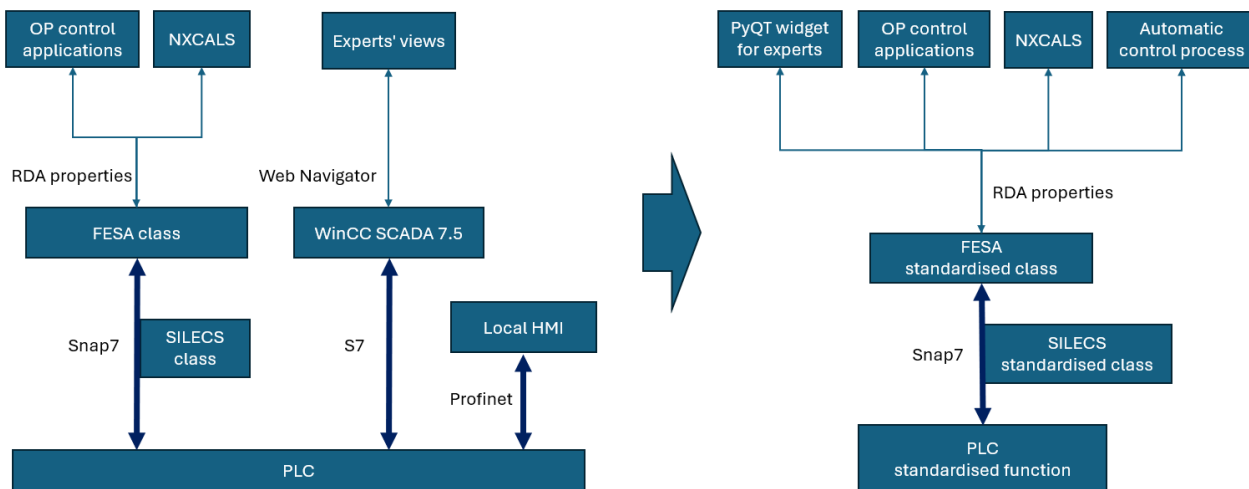 OP control
applications
NXCALS
Experts' views
RDA properties
Web Navigator
FESA class
WinCC SCADA 7.5
Snap7
SILECS
class
S7
Local HMI
Profinet
PLC
PyQT widget
for experts
OP control
applications
NXCALS
Automatic
control process
RDA properties
FESA
standardised class
Snap7
SILECS
standardised class
PLC
standardised function